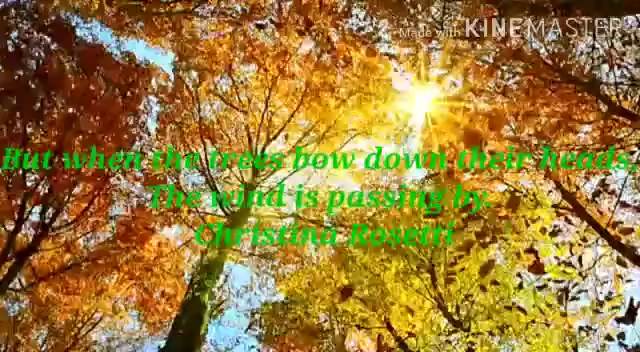 Made with KINEMASTER
But when the trees bow down their heads,
The wind is passing by.
Christina Rosetti